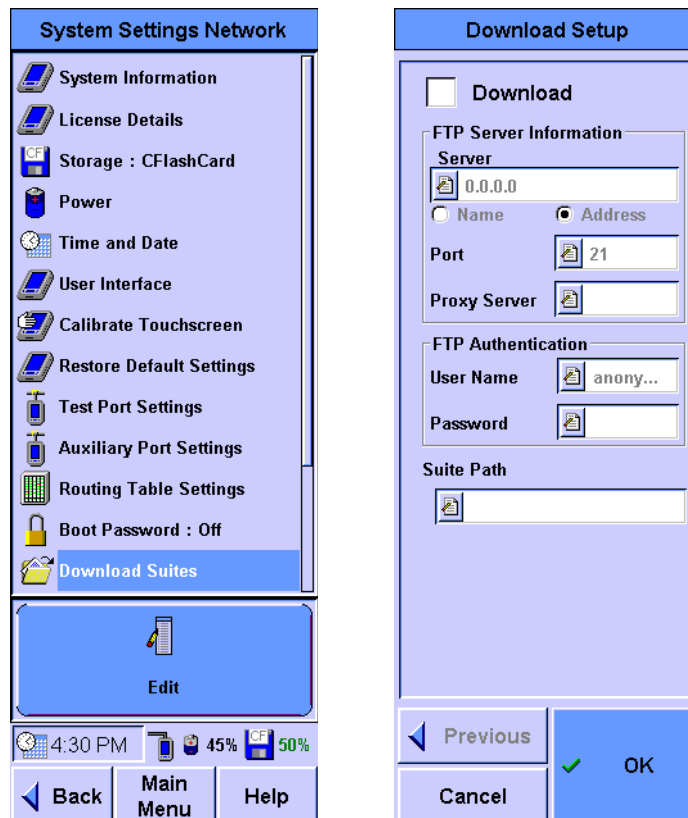 System Settings Network
System Information
License Details
CF
Storage : CFlashCard
Power
Time and Date
User Interface
Calibrate Touchscreen
Restore Default Settings
Test Port Settings
Auxiliary Port Settings
Routing Table Settings
Boot Password : Off
Download Suites
Edit
4:30 PM
45%
CF
50%
Back
Main
Menu
Help
Download Setup
Download
FTP Server Information
Server
0.0.0.0
Name
Address
Port
21
Proxy Server
FTP Authentication
User Name
anony...
Password
Suite Path
Previous
Cancel
OK